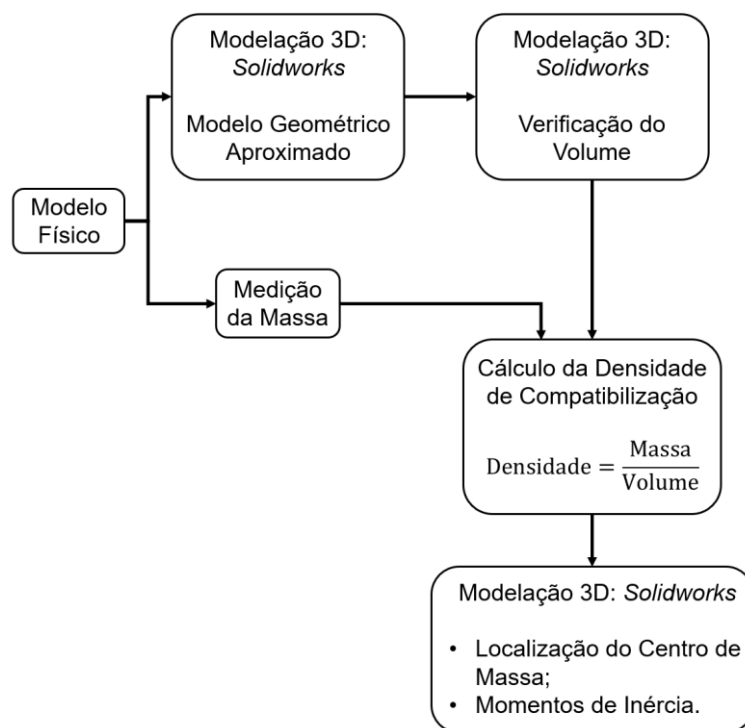 Modelação 3D:
Solidworks
Modelo Geométrico
Aproximado
Modelação 3D:
Solidworks
Verificação do
Volume
Modelo
Físico
Medição
da Massa
Cálculo da Densidade
de Compatibilização
Densidade = Massa / Volume
Modelação 3D: Solidworks
• Localização do Centro de
Massa;
• Momentos de Inércia.